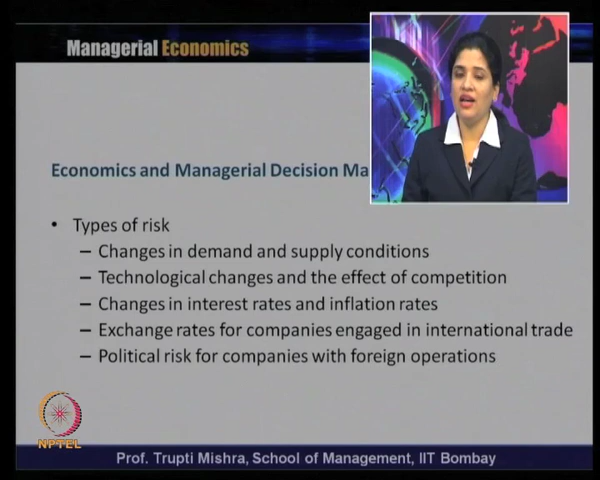 Managerial Economics
Economics and Managerial Decision Ma
• Types of risk
– Changes in demand and supply conditions
– Technological changes and the effect of competition
– Changes in interest rates and inflation rates
– Exchange rates for companies engaged in international trade
– Political risk for companies with foreign operations
NPTEL
Prof. Trupti Mishra, School of Management, IIT Bombay